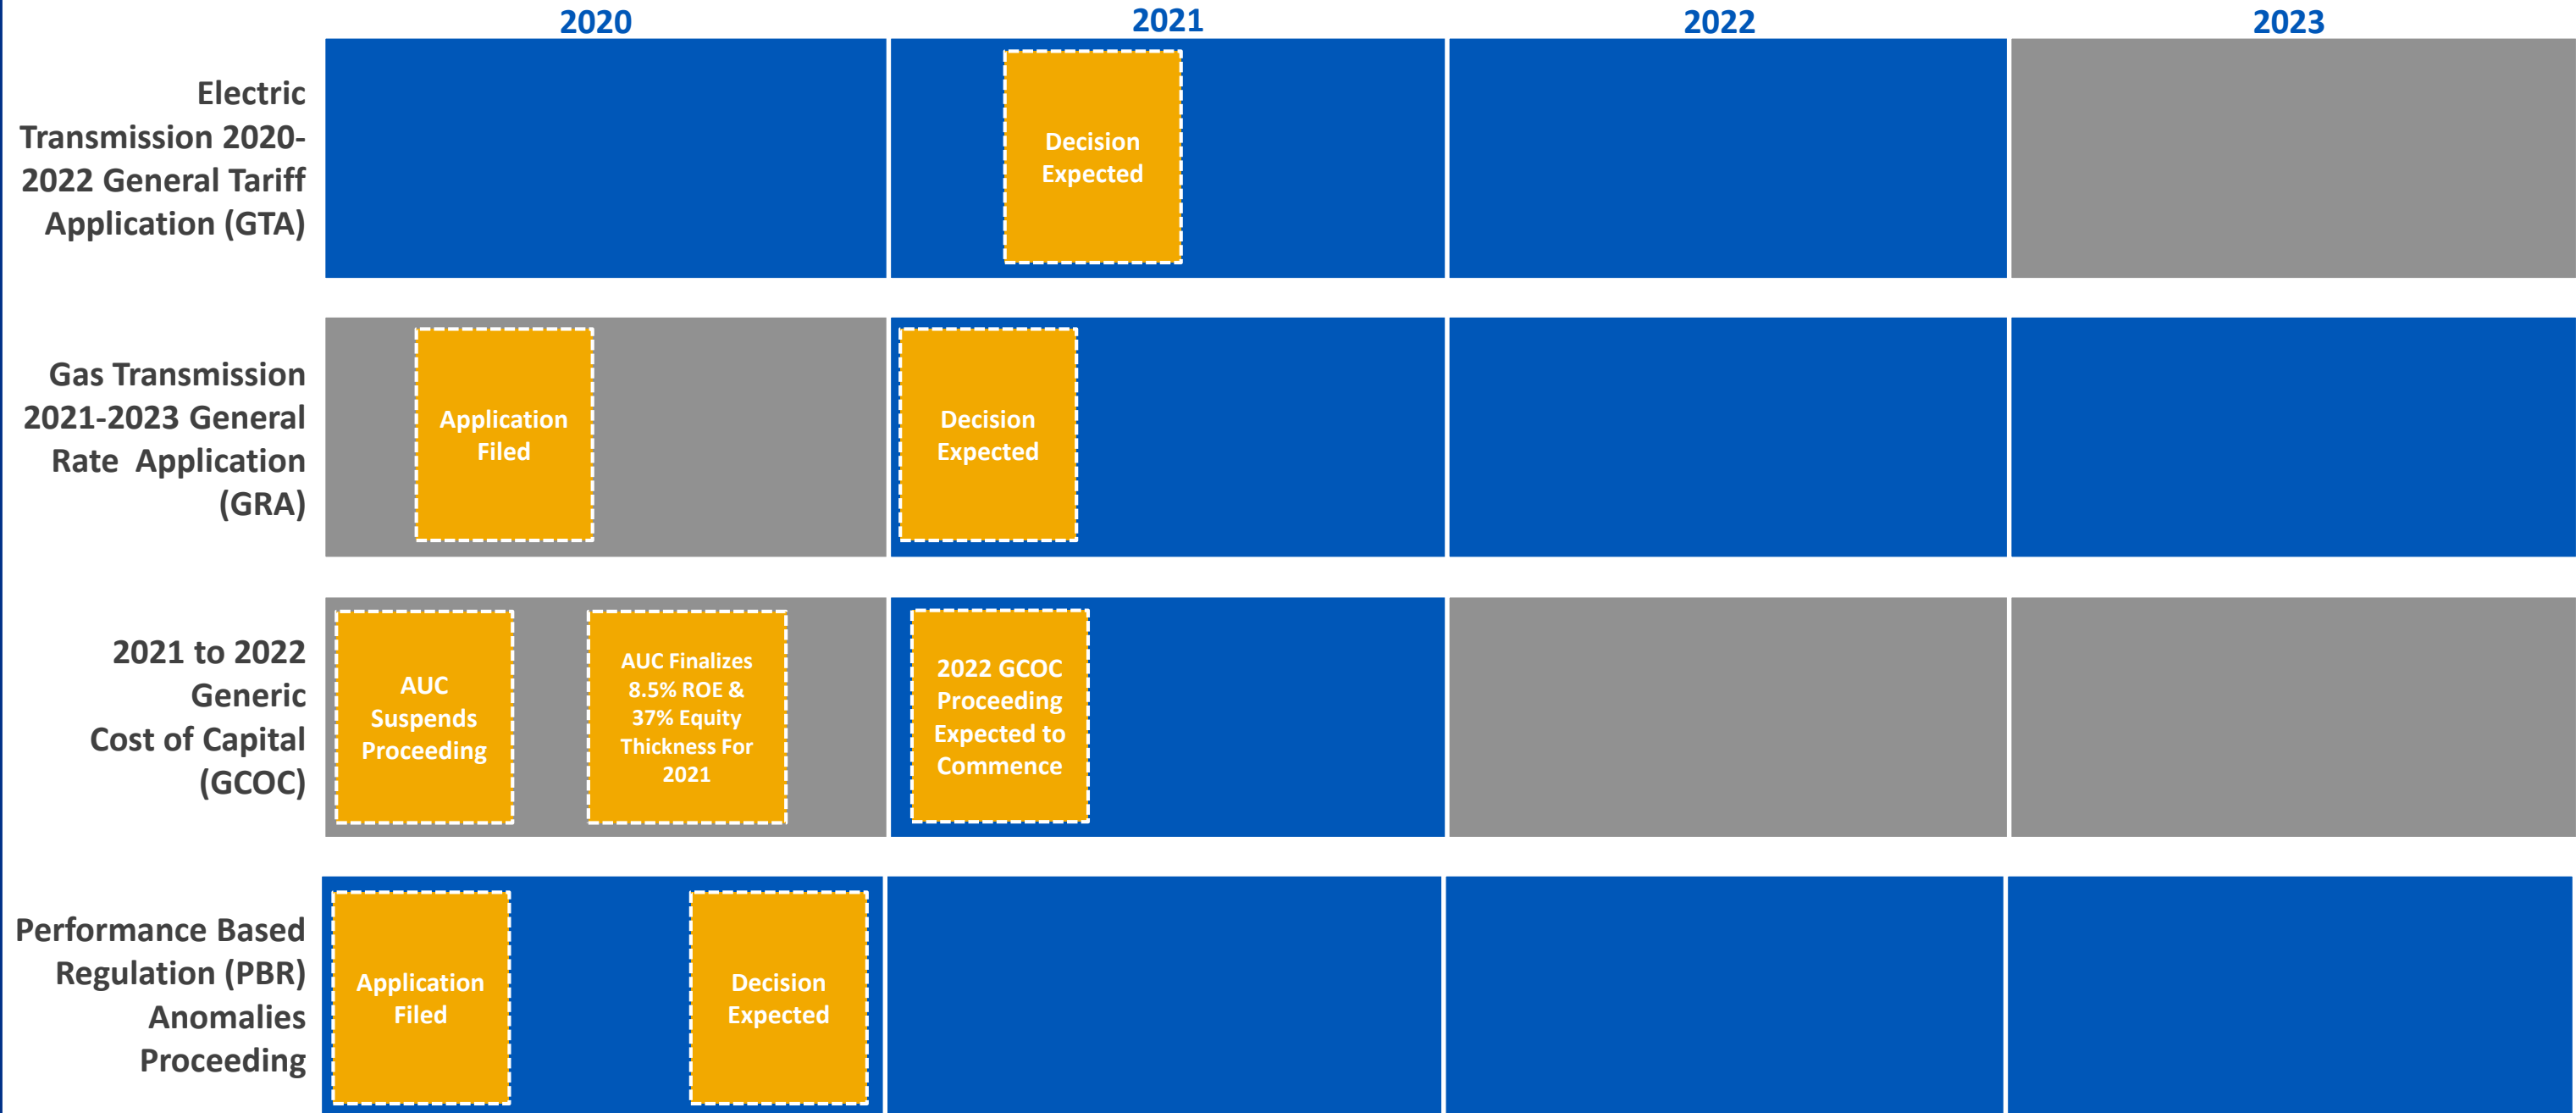 2020
2021
2022
2023
Electric
Transmission 2020-
2022 General Tariff
Application (GTA)
Decision
Expected
Gas Transmission
2021-2023 General
Rate Application
(GRA)
Application
Filed
Decision
Expected
2021 to 2022
Generic
Cost of Capital
(GCOC)
AUC
Suspends
Proceeding
AUC Finalizes
8.5% ROE &
37% Equity
Thickness For
2021
2022 GCOC
Proceeding
Expected to
Commence
Performance Based
Regulation (PBR)
Anomalies
Proceeding
Application
Filed
Decision
Expected